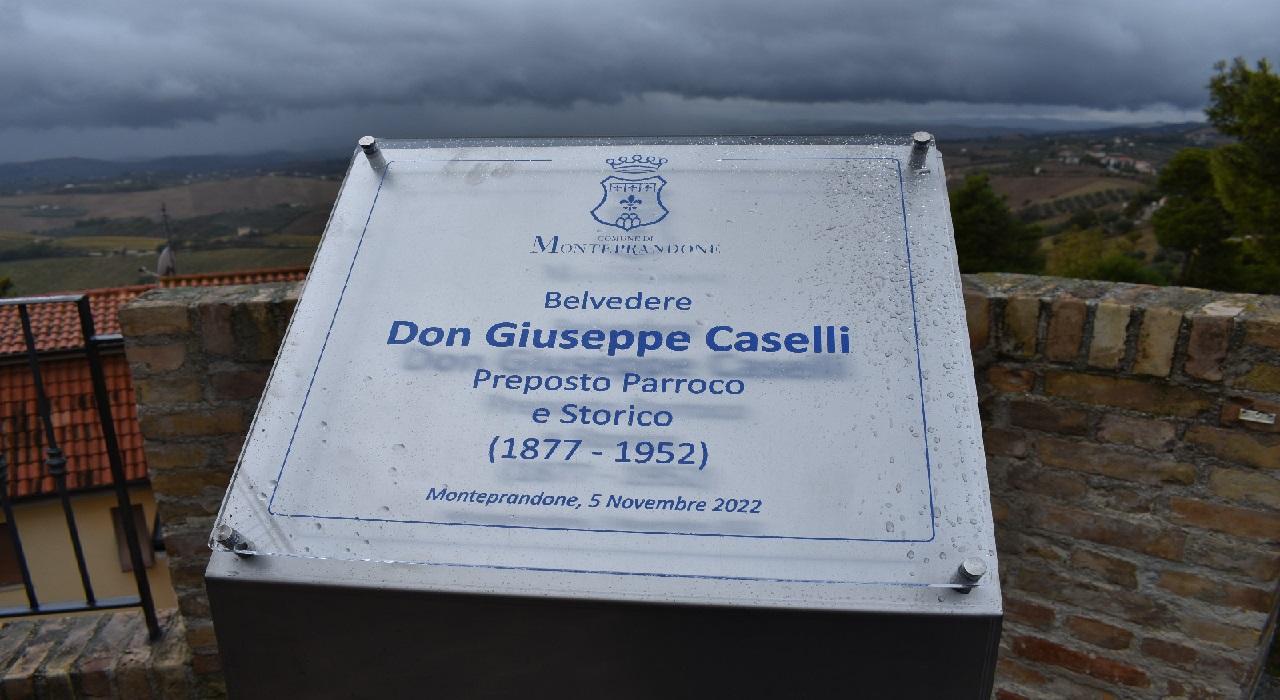 COMUNE DI
MONTEPRANDONE
Belvedere
Don Giuseppe Caselli
Preposto Parroco
e Storico
(1877 - 1952)
Monteprandone, 5 Novembre 2022